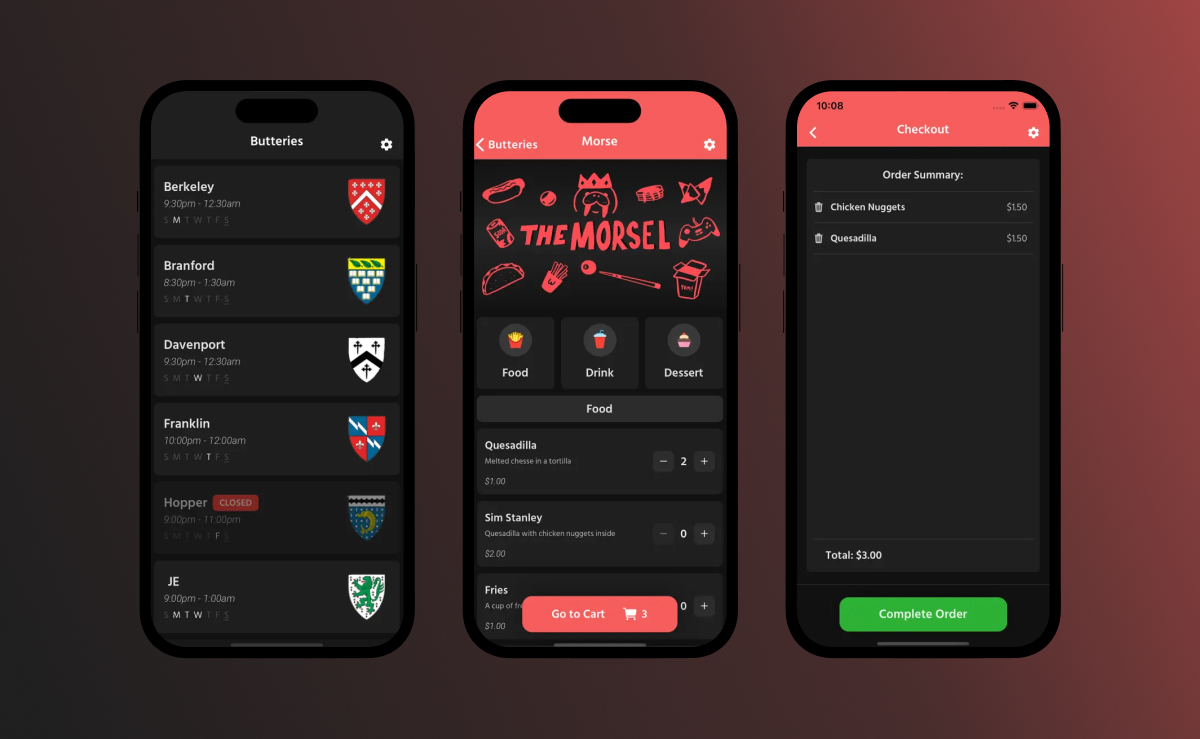 Butteries
Berkeley
9:30pm - 12:30am
S M T W T F S
Branford
8:30pm - 1:30am
S M T W T F S
Davenport
9:30pm - 12:30am
S M T W T F S
Franklin
10:00pm - 12:00am
S M T W T F S
Hopper CLOSED
9:00pm - 11:00pm
S M T W T F S
JE
9:00pm - 1:00am
S M T W T F S
Butteries
Morse
SODA
THE MORSEL
YUM!
Food
Drink
Dessert
Food
Quesadilla
Melted chesse in a tortilla
2
$1.00
Sim Stanley
Quesadilla with chicken nuggets inside
0
$2.00
Fries
A cup of
0
$1.00
Go to Cart 3
10:08
Checkout
Order Summary:
Chicken Nuggets $1.50
Quesadilla $1.50
Total: $3.00
Complete Order